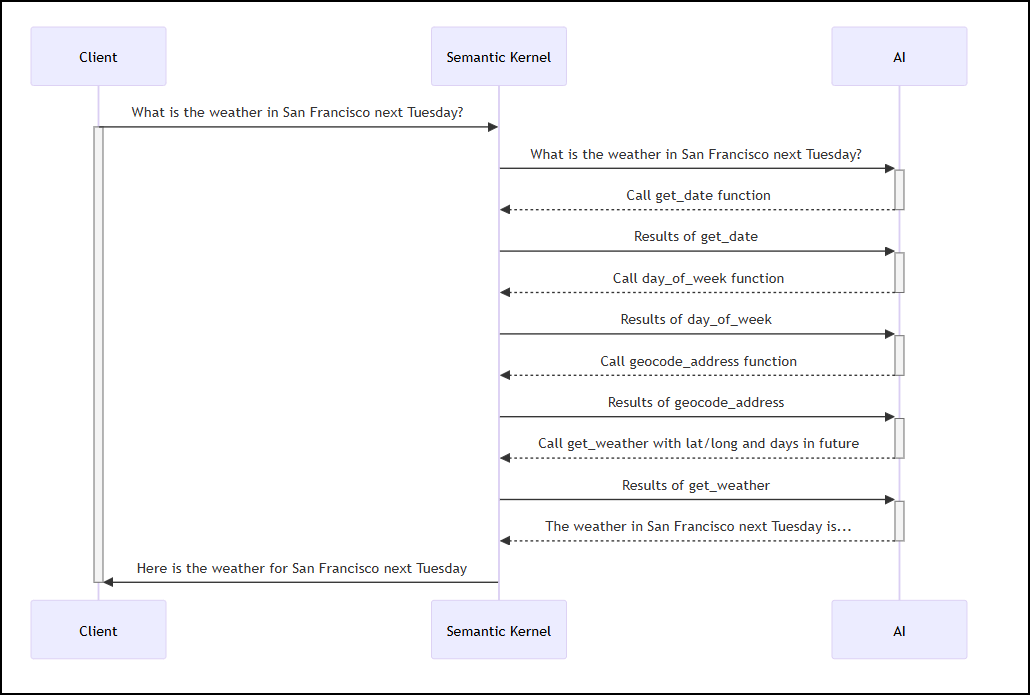 Client
Semantic Kernel
AI
What is the weather in San Francisco next Tuesday?
What is the weather in San Francisco next Tuesday?
Call get_date function
Results of get_date
Call day_of_week function
Results of day_of_week
Call geocode_address function
Results of geocode_address
Call get_weather with lat/long and days in future
Results of get_weather
The weather in San Francisco next Tuesday is...
Here is the weather for San Francisco next Tuesday
Client
Semantic Kernel
AI